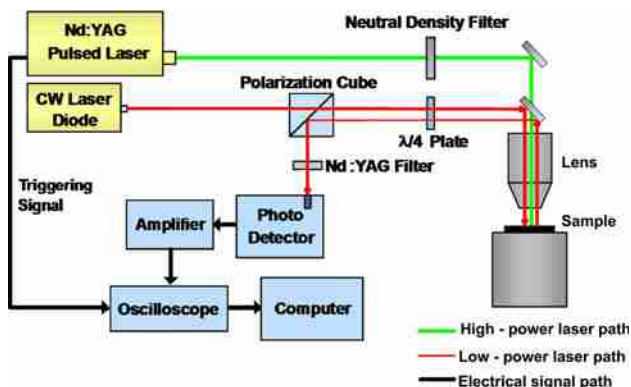 Nd:YAG
Pulsed Laser
Neutral Density Filter
Polarization Cube
CW Laser
Diode
λ/4 Plate
Nd:YAG Filter
Lens
Triggering
Signal
Photo
Detector
Amplifier
Sample
Oscilloscope
Computer
High - power laser path
Low - power laser path
Electrical signal path